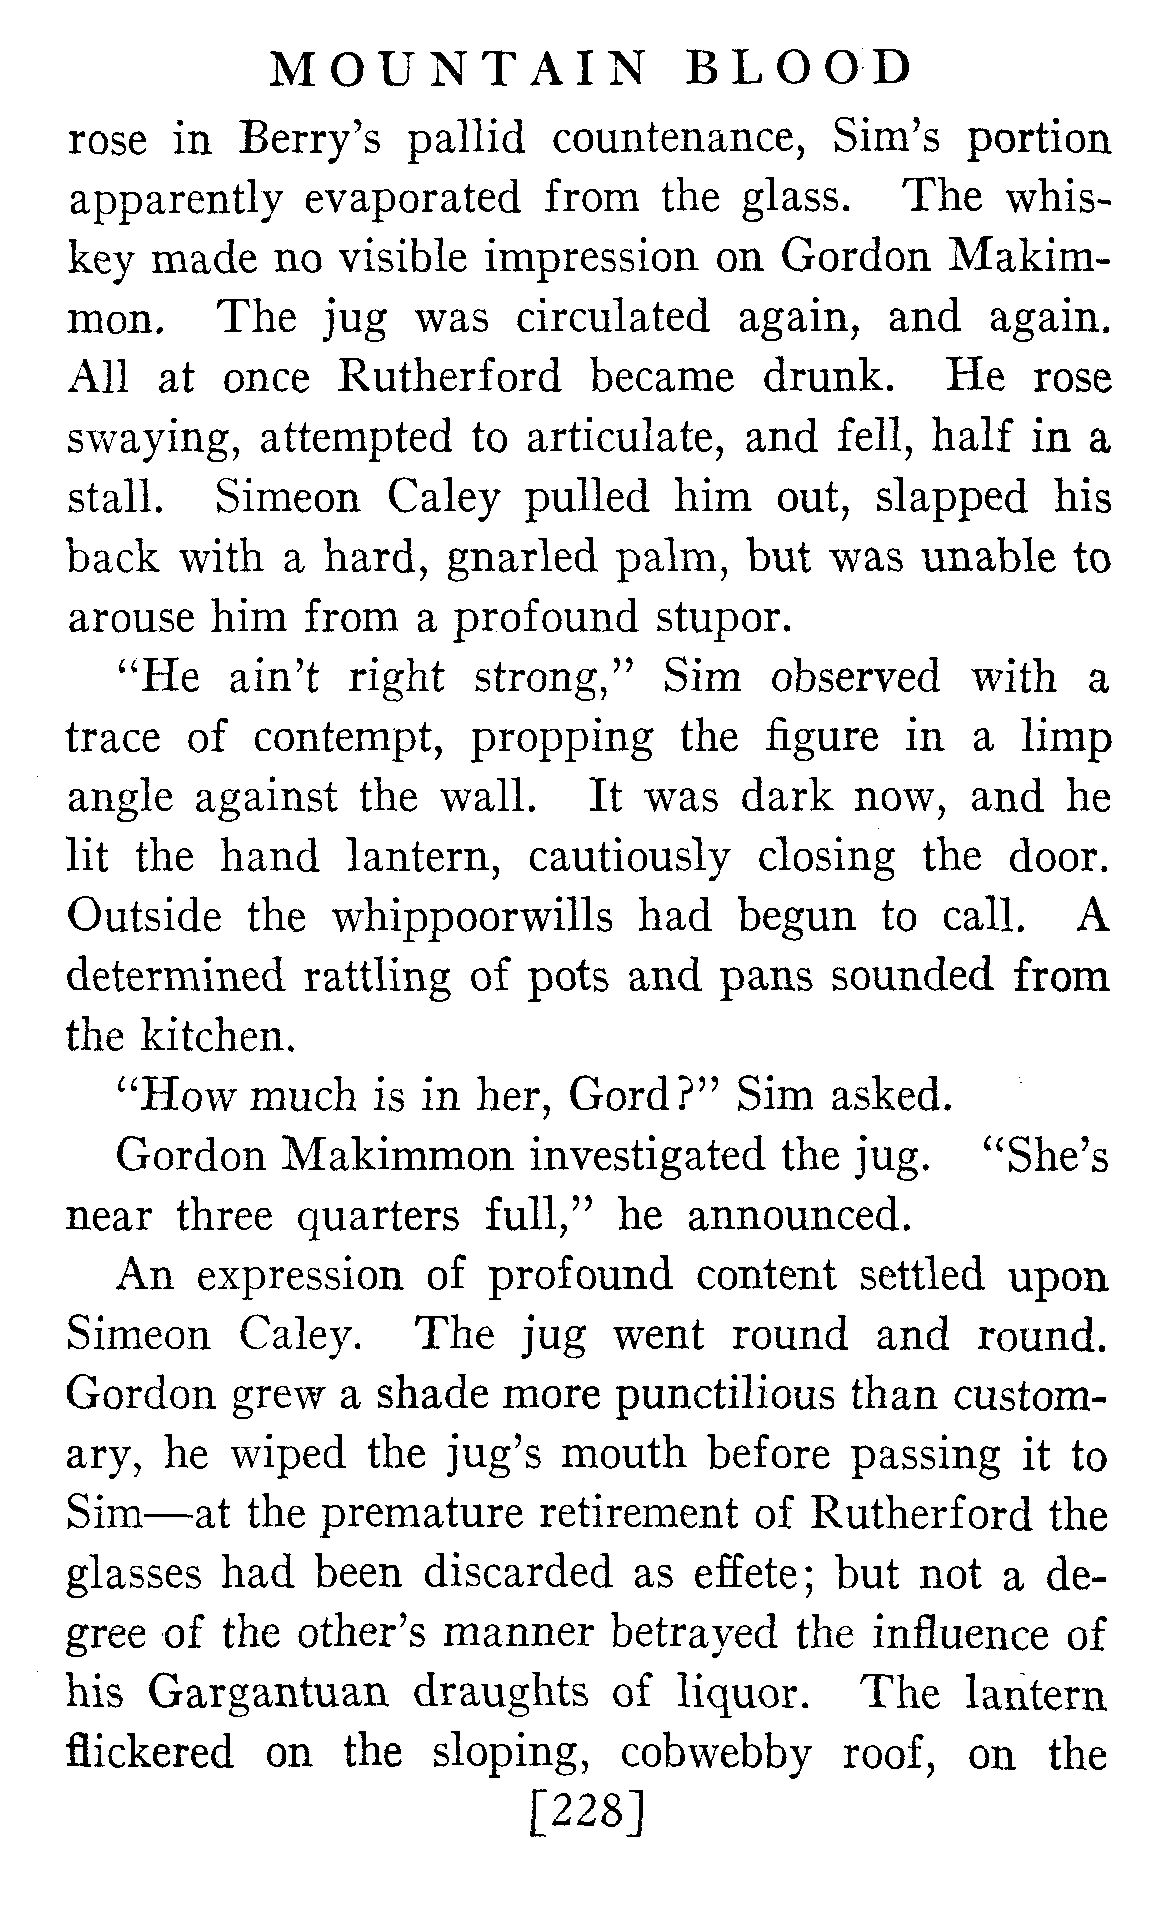 MOUNTAIN BLOOD
rose in Berry's pallid countenance, Sim's portion
apparently evaporated from the glass. The whis-
key made no visible impression on Gordon Makim-
mon. The jug was circulated again, and again.
All at once Rutherford became drunk. He rose
swaying, attempted to articulate, and fell, half in a
stall. Simeon Caley pulled him out, slapped his
back with a hard, gnarled palm, but was unable to
arouse him from a profound stupor.
"He ain't right strong," Sim observed with a
trace of contempt, propping the figure in a limp
angle against the wall. It was dark now, and he
lit the hand lantern, cautiously closing the door.
Outside the whippoorwills had begun to call. A
determined rattling of pots and pans sounded from
the kitchen.
"How much is in her, Gord?" Sim asked.
Gordon Makimmon investigated the jug. "She's
near three quarters full," he announced.
An expression of profound content settled upon
Simeon Caley. The jug went round and round.
Gordon grew a shade more punctilious than custom-
ary, he wiped the jug's mouth before passing it to
Sim—at the premature retirement of Rutherford the
glasses had been discarded as effete; but not a de-
gree of the other's manner betrayed the influence of
his Gargantuan draughts of liquor. The lantern
flickered on the sloping, cobwebby roof, on the
[228]